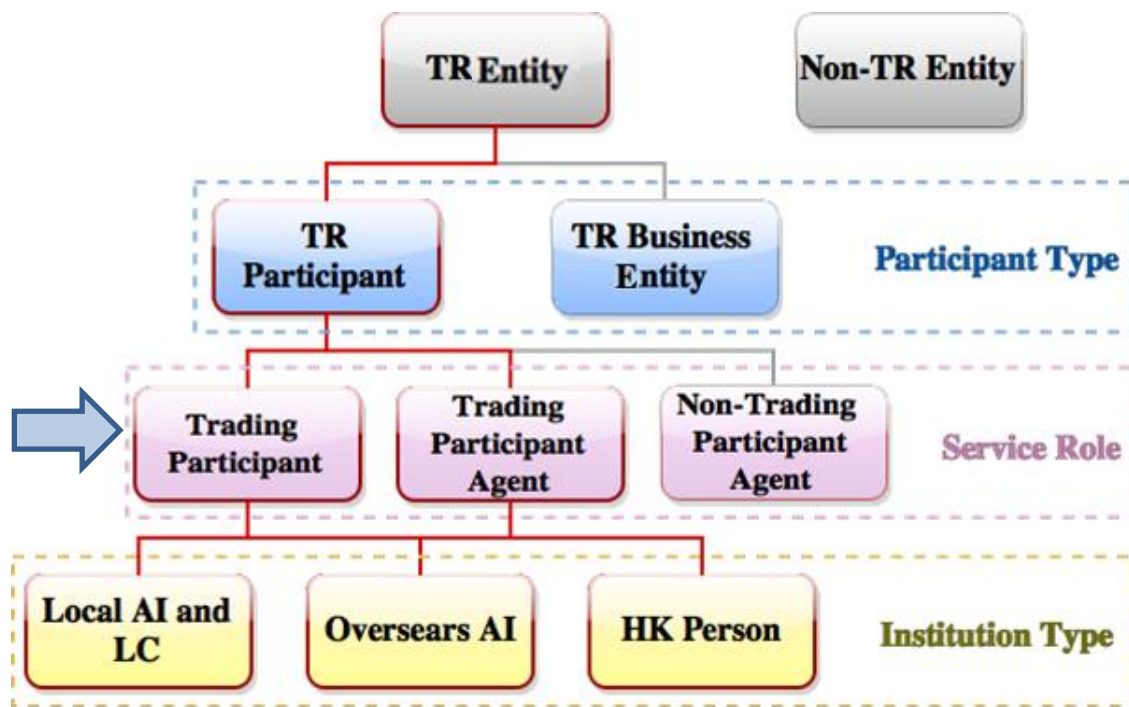 TR Entity
Non-TR Entity
TR
Participant
TR Business
Entity
Participant Type
Trading
Participant
Trading
Participant
Agent
Non-Trading
Participant
Agent
Service Role
Local AI and
LC
Oversears AI
HK Person
Institution Type